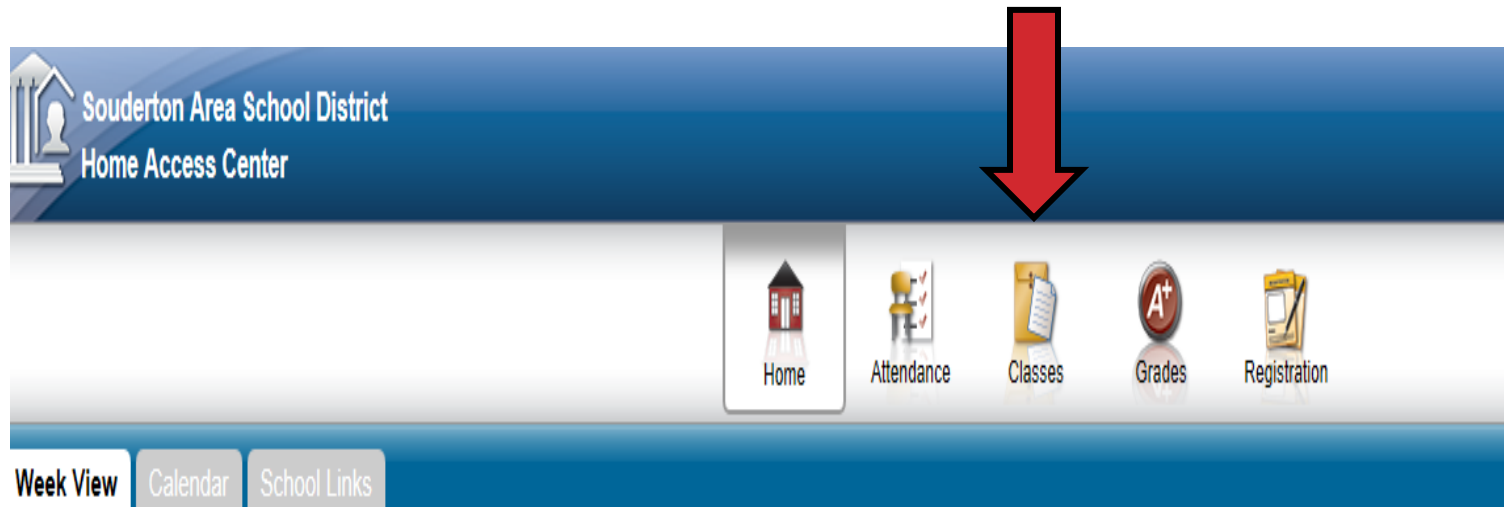 Souderton Area School District
Home Access Center
A+
Home Attendance Classes Grades Registration
Week View Calendar School Links